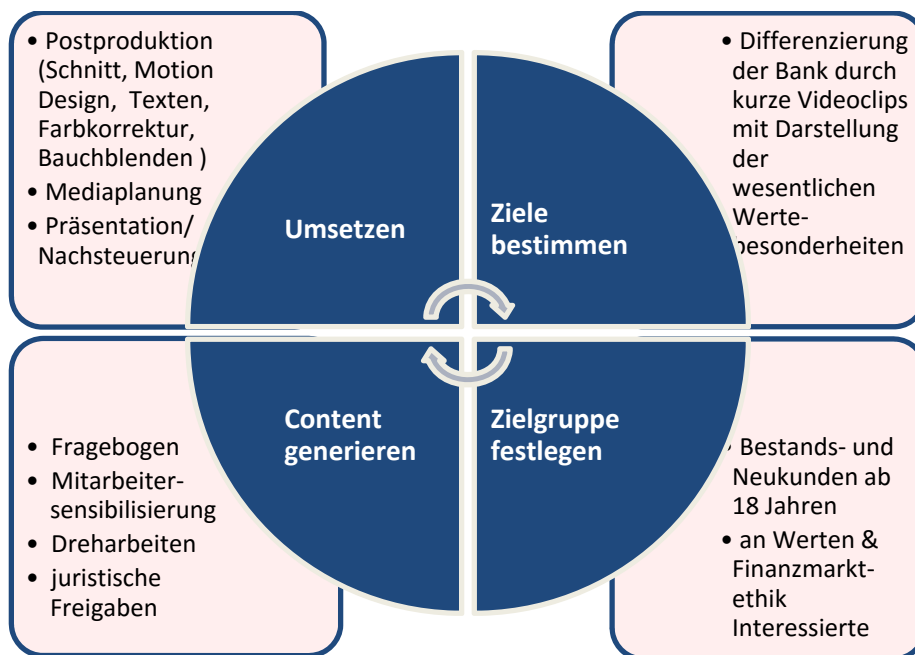 • Postproduktion
(Schnitt, Motion
Design, Texten,
Farbkorrektur,
Bauchblenden )
• Mediaplanung
• Präsentation/
Nachsteuerung
• Differenzierung
der Bank durch
kurze Videoclips
mit Darstellung
der
wesentlichen
Werte-
besonderheiten
Umsetzen
Ziele
bestimmen
Content
generieren
Zielgruppe
festlegen
• Fragebogen
• Mitarbeiter-
sensibilisierung
• Dreharbeiten
• juristische
Freigaben
• Bestands- und
Neukunden ab
18 Jahren
• an Werten &
Finanzmarkt-
ethik
Interessierte